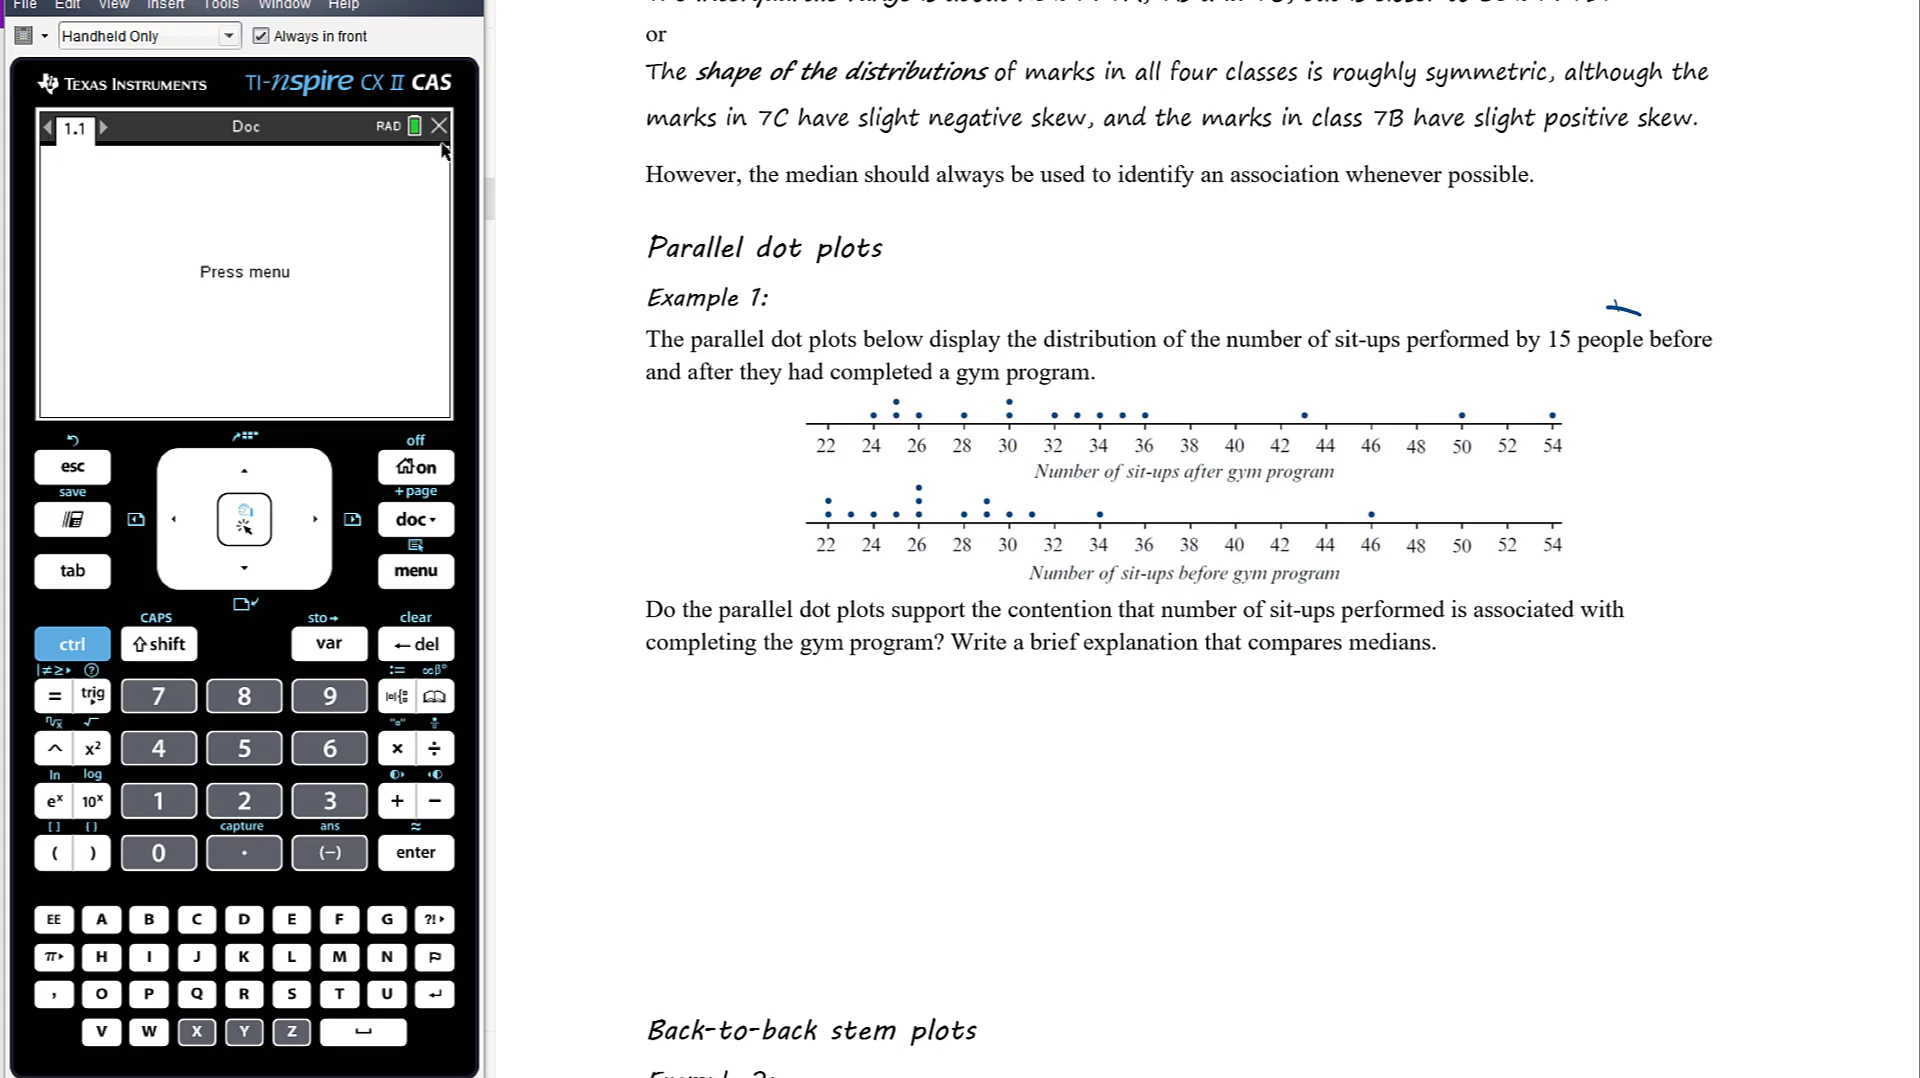 File Edit View Insert Tools Window Help
Handheld Only Always in front
TEXAS INSTRUMENTS TI-nspire CX II CAS
1.1 Doc RAD
Press menu
off
esc on
save + page
doc
tab menu
CAPS sto→ clear
ctrl shift var ←del
|≠≥▸ ? := ∞β°
= trig 7 8 9
ⁿ√x √ "∘"
^ x² 4 5 6 × ÷
ln log
eˣ 10ˣ 1 2 3 + −
[ ] { } capture ans ≈
( ) 0 . (−) enter
EE A B C D E F G ?!▸
π▸ H I J K L M N
, O P Q R S T U
V W X Y Z
or
The shape of the distributions of marks in all four classes is roughly symmetric, although the
marks in 7C have slight negative skew, and the marks in class 7B have slight positive skew.
However, the median should always be used to identify an association whenever possible.
Parallel dot plots
Example 1:
The parallel dot plots below display the distribution of the number of sit-ups performed by 15 people before
and after they had completed a gym program.
22 24 26 28 30 32 34 36 38 40 42 44 46 48 50 52 54
Number of sit-ups after gym program
22 24 26 28 30 32 34 36 38 40 42 44 46 48 50 52 54
Number of sit-ups before gym program
Do the parallel dot plots support the contention that number of sit-ups performed is associated with
completing the gym program? Write a brief explanation that compares medians.
Back-to-back stem plots